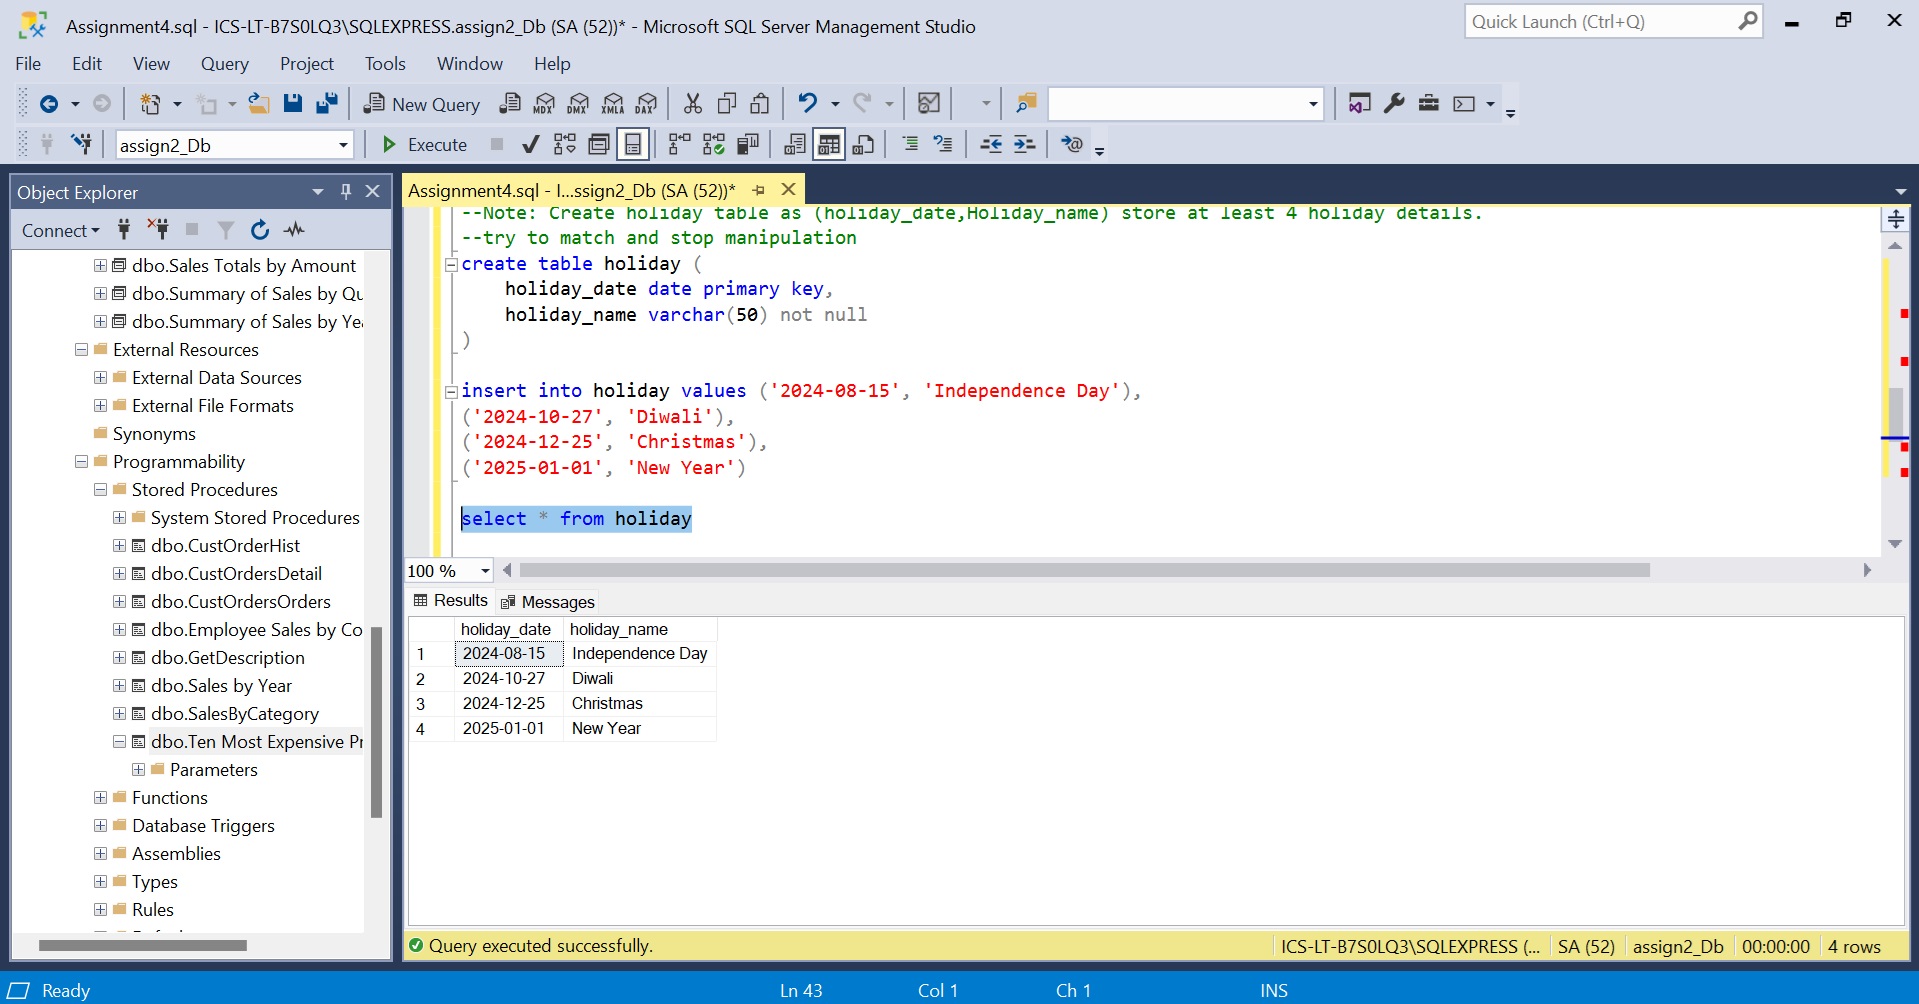 Assignment4.sql - ICS-LT-B7S0LQ3\SQLEXPRESS.assign2_Db (SA (52))* - Microsoft SQL Server Management Studio
Quick Launch (Ctrl+Q)
File Edit View Query Project Tools Window Help
New Query MDX DMX XMLA DAX
assign2_Db Execute
Object Explorer
Connect
dbo.Sales Totals by Amount
dbo.Summary of Sales by Qu
dbo.Summary of Sales by Ye
External Resources
External Data Sources
External File Formats
Synonyms
Programmability
Stored Procedures
System Stored Procedures
dbo.CustOrderHist
dbo.CustOrdersDetail
dbo.CustOrdersOrders
dbo.Employee Sales by Co
dbo.GetDescription
dbo.Sales by Year
dbo.SalesByCategory
dbo.Ten Most Expensive Pr
Parameters
Functions
Database Triggers
Assemblies
Types
Rules
Assignment4.sql - I...ssign2_Db (SA (52))*
--Note: Create holiday table as (holiday_date,Holiday_name) store at least 4 holiday details.
--try to match and stop manipulation
create table holiday (
holiday_date date primary key,
holiday_name varchar(50) not null
)
insert into holiday values ('2024-08-15', 'Independence Day'),
('2024-10-27', 'Diwali'),
('2024-12-25', 'Christmas'),
('2025-01-01', 'New Year')
select * from holiday
100 %
Results Messages
holiday_date holiday_name
1 2024-08-15 Independence Day
2 2024-10-27 Diwali
3 2024-12-25 Christmas
4 2025-01-01 New Year
Query executed successfully.
ICS-LT-B7S0LQ3\SQLEXPRESS (... SA (52) assign2_Db 00:00:00 4 rows
Ready Ln 43 Col 1 Ch 1 INS